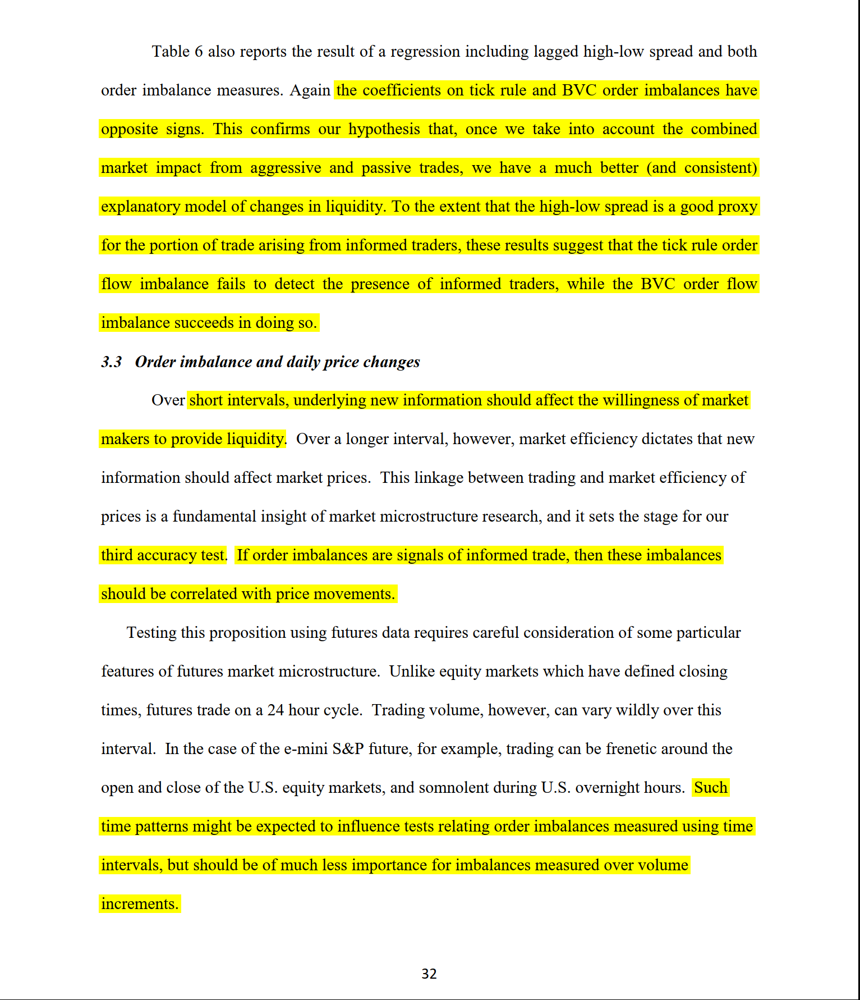 Table 6 also reports the result of a regression including lagged high-low spread and both
order imbalance measures. Again the coefficients on tick rule and BVC order imbalances have
opposite signs. This confirms our hypothesis that, once we take into account the combined
market impact from aggressive and passive trades, we have a much better (and consistent)
explanatory model of changes in liquidity. To the extent that the high-low spread is a good proxy
for the portion of trade arising from informed traders, these results suggest that the tick rule order
flow imbalance fails to detect the presence of informed traders, while the BVC order flow
imbalance succeeds in doing so.
3.3 Order imbalance and daily price changes
Over short intervals, underlying new information should affect the willingness of market
makers to provide liquidity. Over a longer interval, however, market efficiency dictates that new
information should affect market prices. This linkage between trading and market efficiency of
prices is a fundamental insight of market microstructure research, and it sets the stage for our
third accuracy test. If order imbalances are signals of informed trade, then these imbalances
should be correlated with price movements.
Testing this proposition using futures data requires careful consideration of some particular
features of futures market microstructure. Unlike equity markets which have defined closing
times, futures trade on a 24 hour cycle. Trading volume, however, can vary wildly over this
interval. In the case of the e-mini S&P future, for example, trading can be frenetic around the
open and close of the U.S. equity markets, and somnolent during U.S. overnight hours. Such
time patterns might be expected to influence tests relating order imbalances measured using time
intervals, but should be of much less importance for imbalances measured over volume
increments.
32